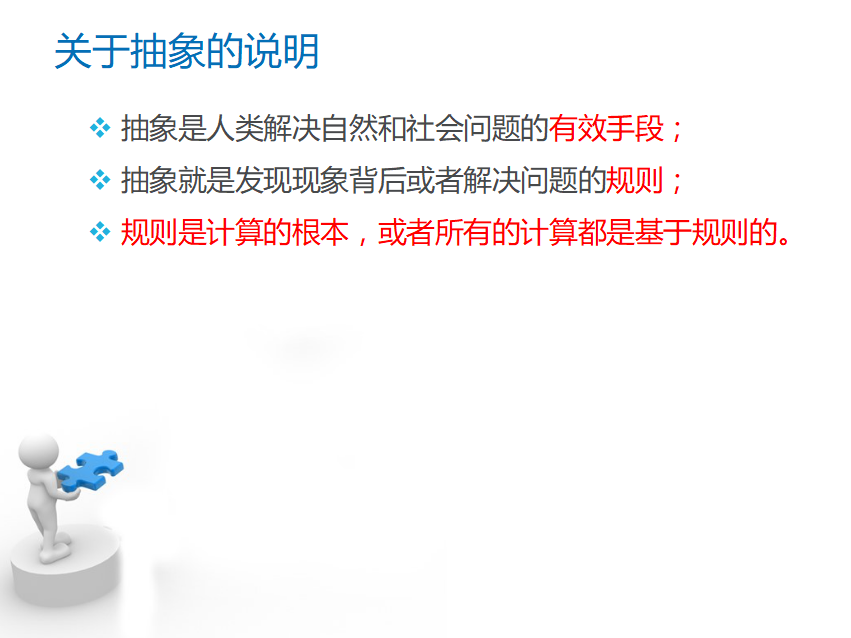 关于抽象的说明
抽象是人类解决自然和社会问题的有效手段；
抽象就是发现现象背后或者解决问题的规则；
规则是计算的根本，或者所有的计算都是基于规则的。